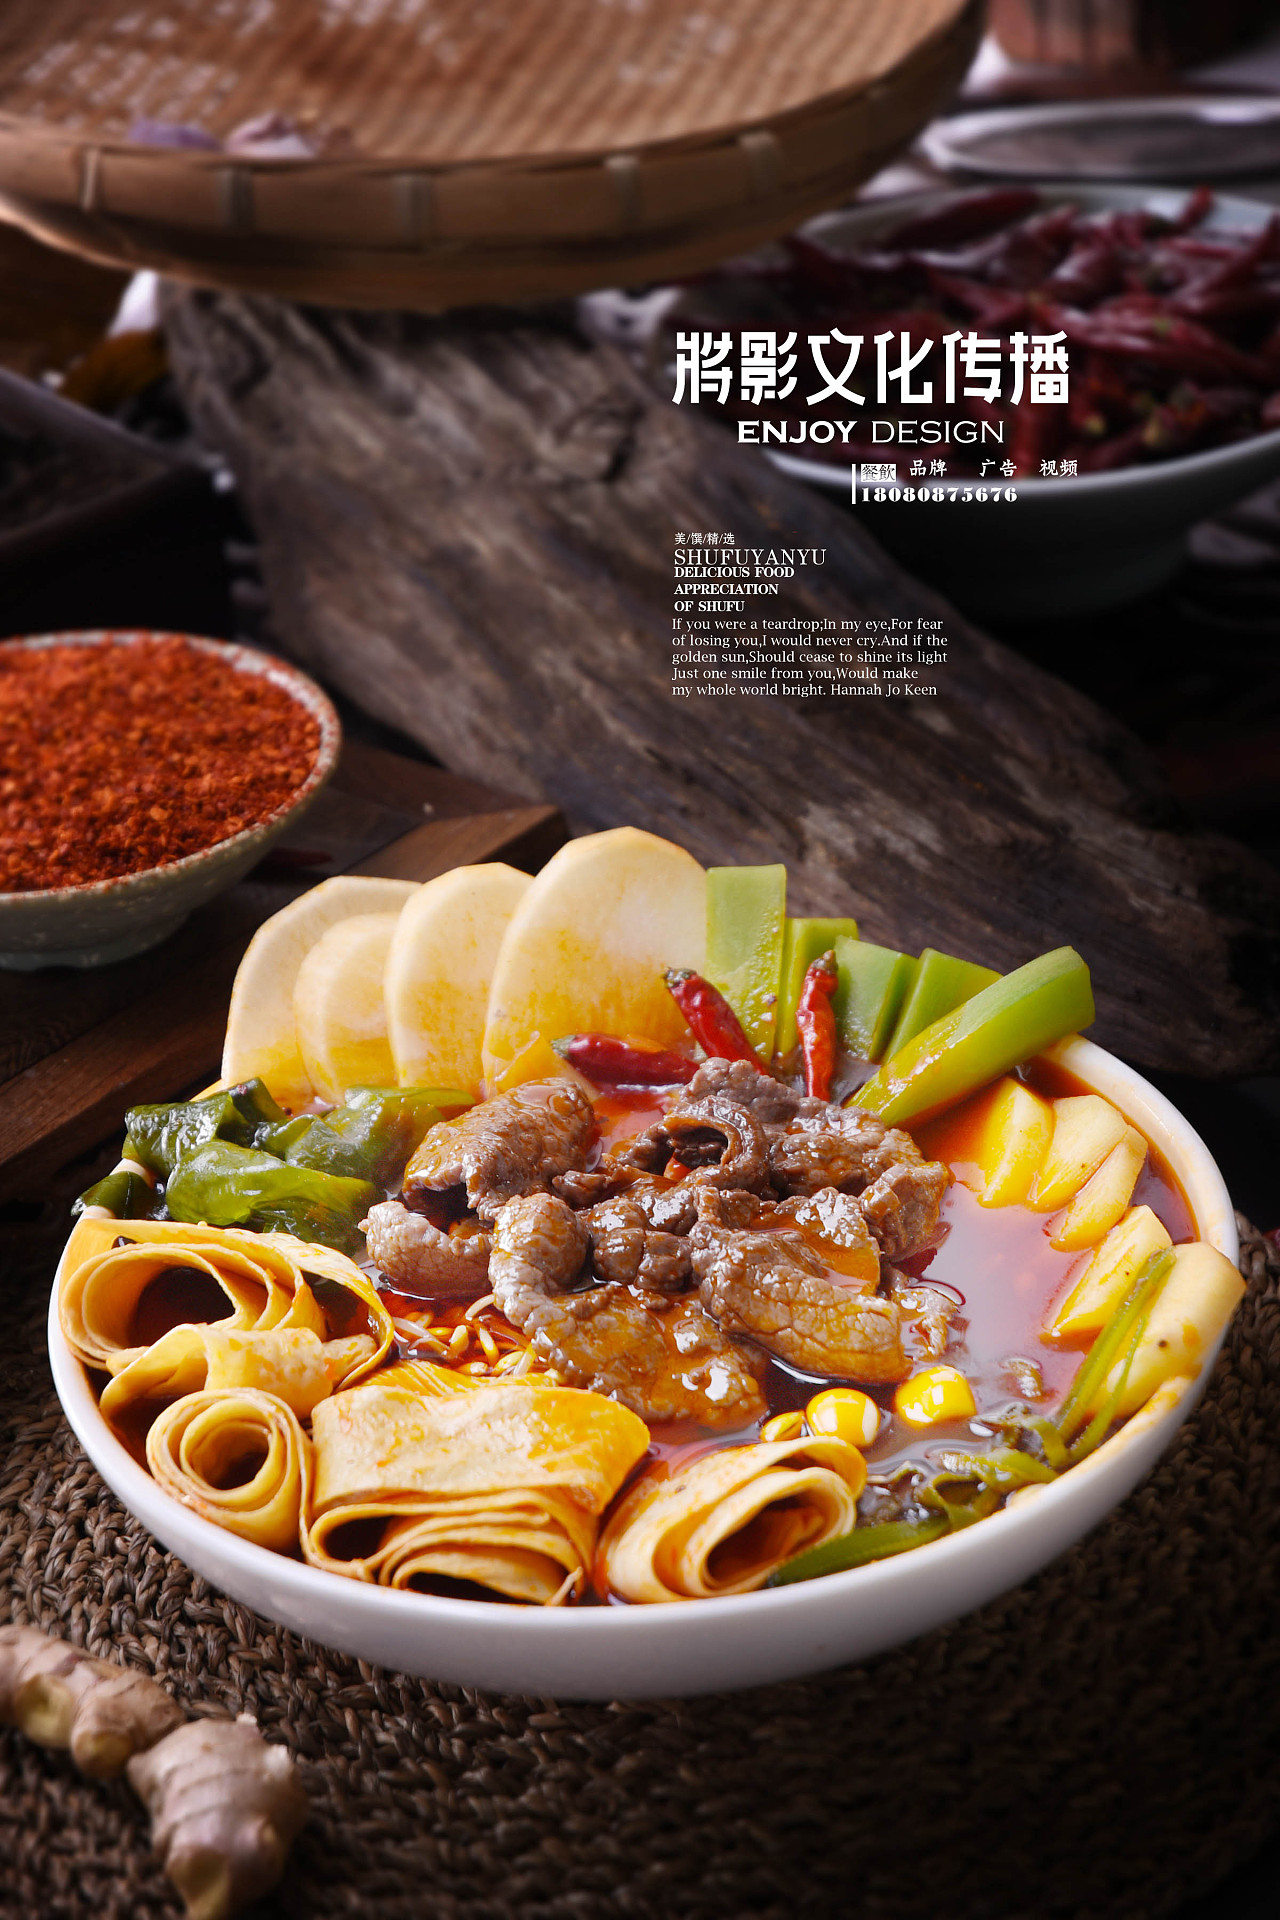 将影文化传播
ENJOY DESIGN
餐飲 品牌 广告 视频
18080875676
美/馔/精/选
SHUFUYANYU
DELICIOUS FOOD
APPRECIATION
OF SHUFU
If you were a teardrop;In my eye,For fear
of losing you,I would never cry.And if the
golden sun,Should cease to shine its light
Just one smile from you,Would make
my whole world bright. Hannah Jo Keen